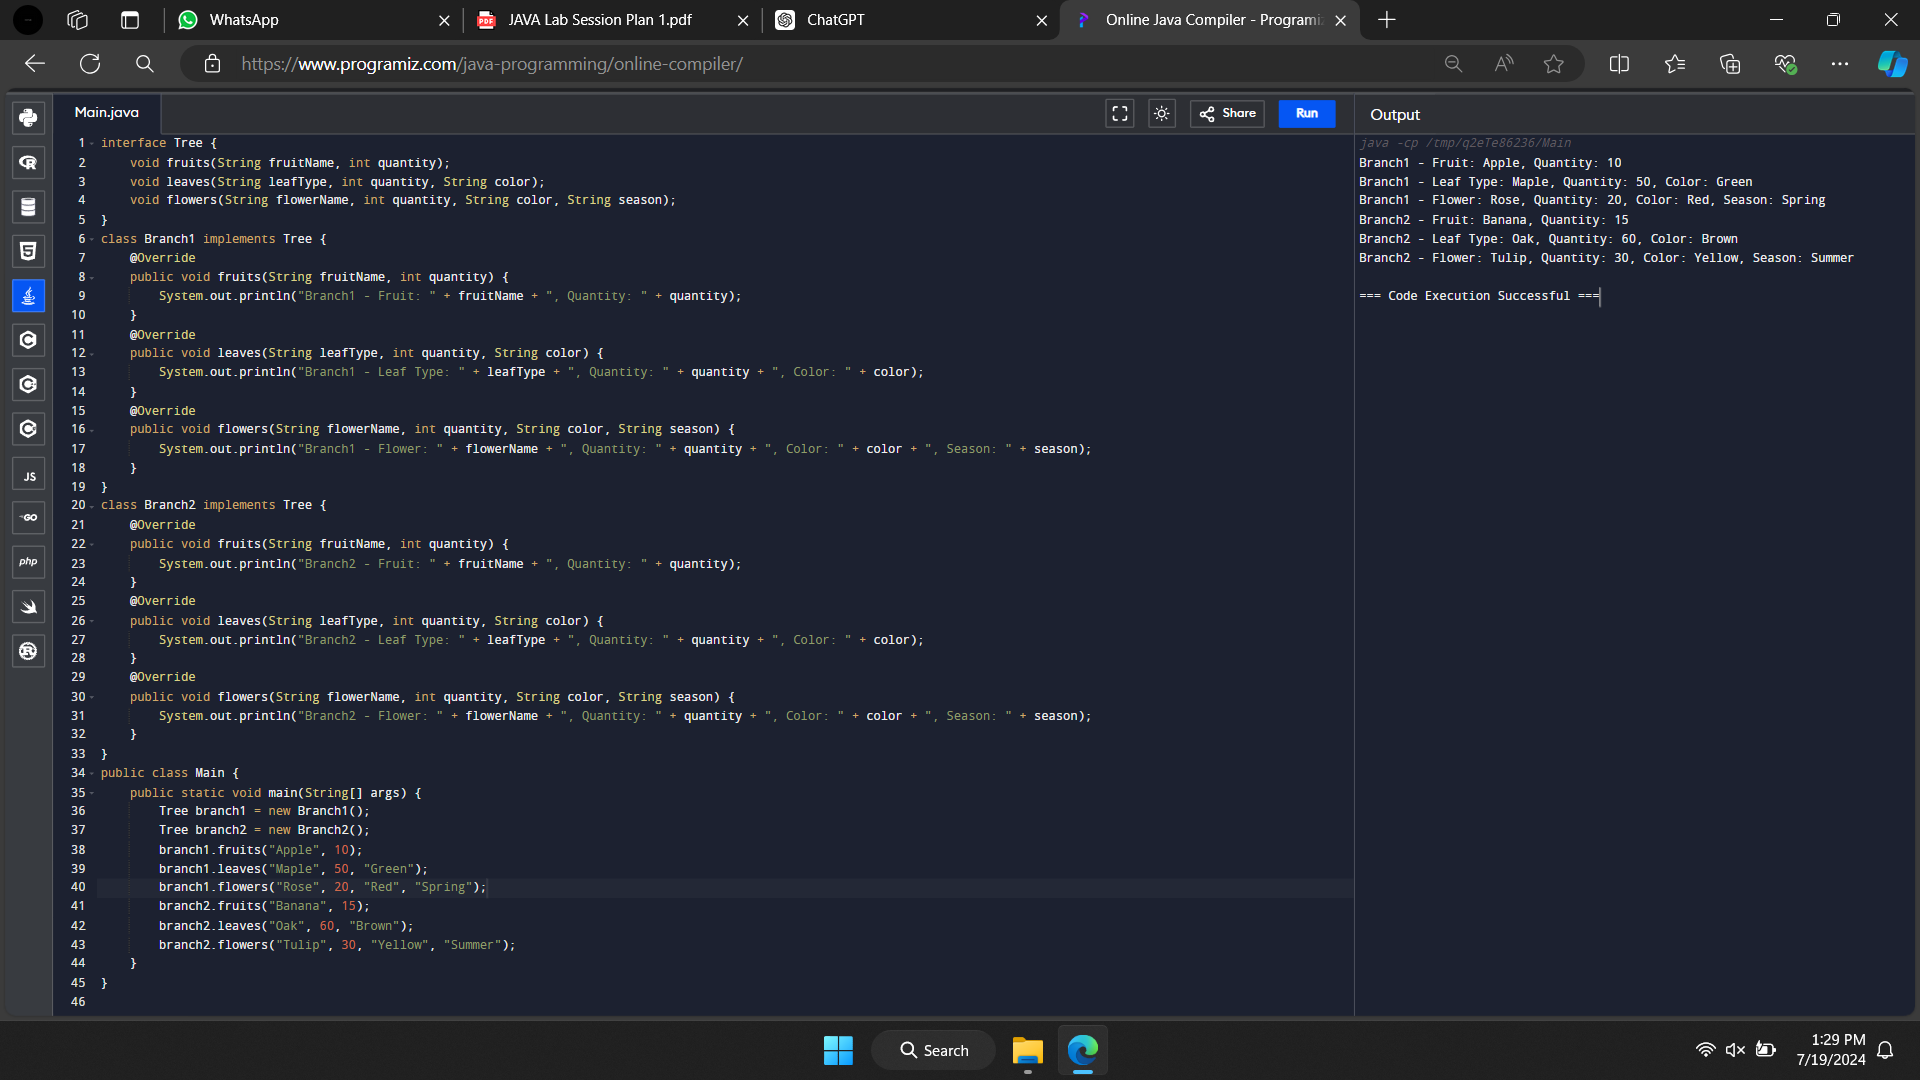 WhatsApp
JAVA Lab Session Plan 1.pdf
ChatGPT
Online Java Compiler - Programiz
https://www.programiz.com/java-programming/online-compiler/
Main.java
Share
Run
Output
1 interface Tree {
2 void fruits(String fruitName, int quantity);
3 void leaves(String leafType, int quantity, String color);
4 void flowers(String flowerName, int quantity, String color, String season);
5 }
6 class Branch1 implements Tree {
7 @Override
8 public void fruits(String fruitName, int quantity) {
9 System.out.println("Branch1 - Fruit: " + fruitName + ", Quantity: " + quantity);
10 }
11 @Override
12 public void leaves(String leafType, int quantity, String color) {
13 System.out.println("Branch1 - Leaf Type: " + leafType + ", Quantity: " + quantity + ", Color: " + color);
14 }
15 @Override
16 public void flowers(String flowerName, int quantity, String color, String season) {
17 System.out.println("Branch1 - Flower: " + flowerName + ", Quantity: " + quantity + ", Color: " + color + ", Season: " + season);
18 }
19 }
20 class Branch2 implements Tree {
21 @Override
22 public void fruits(String fruitName, int quantity) {
23 System.out.println("Branch2 - Fruit: " + fruitName + ", Quantity: " + quantity);
24 }
25 @Override
26 public void leaves(String leafType, int quantity, String color) {
27 System.out.println("Branch2 - Leaf Type: " + leafType + ", Quantity: " + quantity + ", Color: " + color);
28 }
29 @Override
30 public void flowers(String flowerName, int quantity, String color, String season) {
31 System.out.println("Branch2 - Flower: " + flowerName + ", Quantity: " + quantity + ", Color: " + color + ", Season: " + season);
32 }
33 }
34 public class Main {
35 public static void main(String[] args) {
36 Tree branch1 = new Branch1();
37 Tree branch2 = new Branch2();
38 branch1.fruits("Apple", 10);
39 branch1.leaves("Maple", 50, "Green");
40 branch1.flowers("Rose", 20, "Red", "Spring");
41 branch2.fruits("Banana", 15);
42 branch2.leaves("Oak", 60, "Brown");
43 branch2.flowers("Tulip", 30, "Yellow", "Summer");
44 }
45 }
46
java -cp /tmp/q2eTe86236/Main
Branch1 - Fruit: Apple, Quantity: 10
Branch1 - Leaf Type: Maple, Quantity: 50, Color: Green
Branch1 - Flower: Rose, Quantity: 20, Color: Red, Season: Spring
Branch2 - Fruit: Banana, Quantity: 15
Branch2 - Leaf Type: Oak, Quantity: 60, Color: Brown
Branch2 - Flower: Tulip, Quantity: 30, Color: Yellow, Season: Summer
=== Code Execution Successful ===
JS
GO
php
Search
1:29 PM
7/19/2024